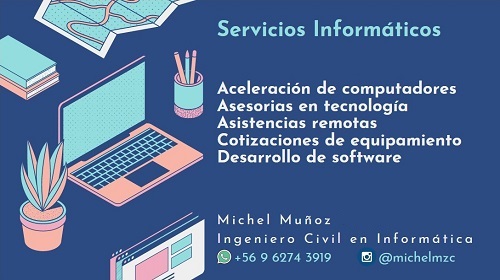 Servicios Informáticos
Aceleración de computadores
Asesorias en tecnología
Asistencias remotas
Cotizaciones de equipamiento
Desarrollo de software
Michel Muñoz
Ingeniero Civil en Informática
+56 9 6274 3919 @michelmzc